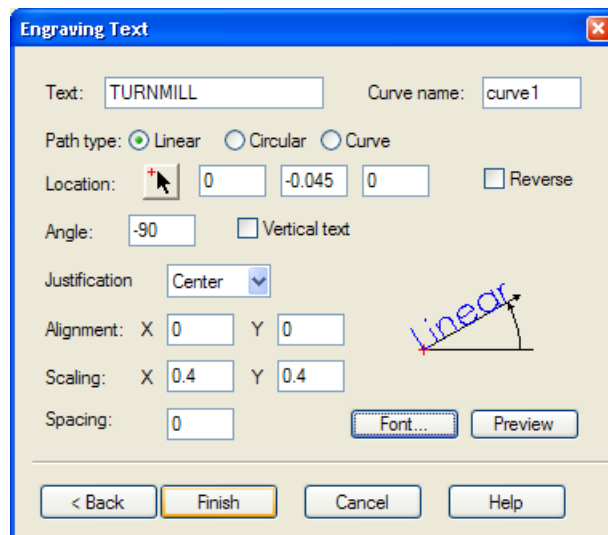 Engraving Text
Text: TURNMILL Curve name: curve1
Path type: Linear Circular Curve
Location: 0 -0.045 0 Reverse
Angle: -90 Vertical text
Justification Center
Linear
Alignment: X 0 Y 0
Scaling: X 0.4 Y 0.4
Spacing: 0 Font... Preview
< Back Finish Cancel Help